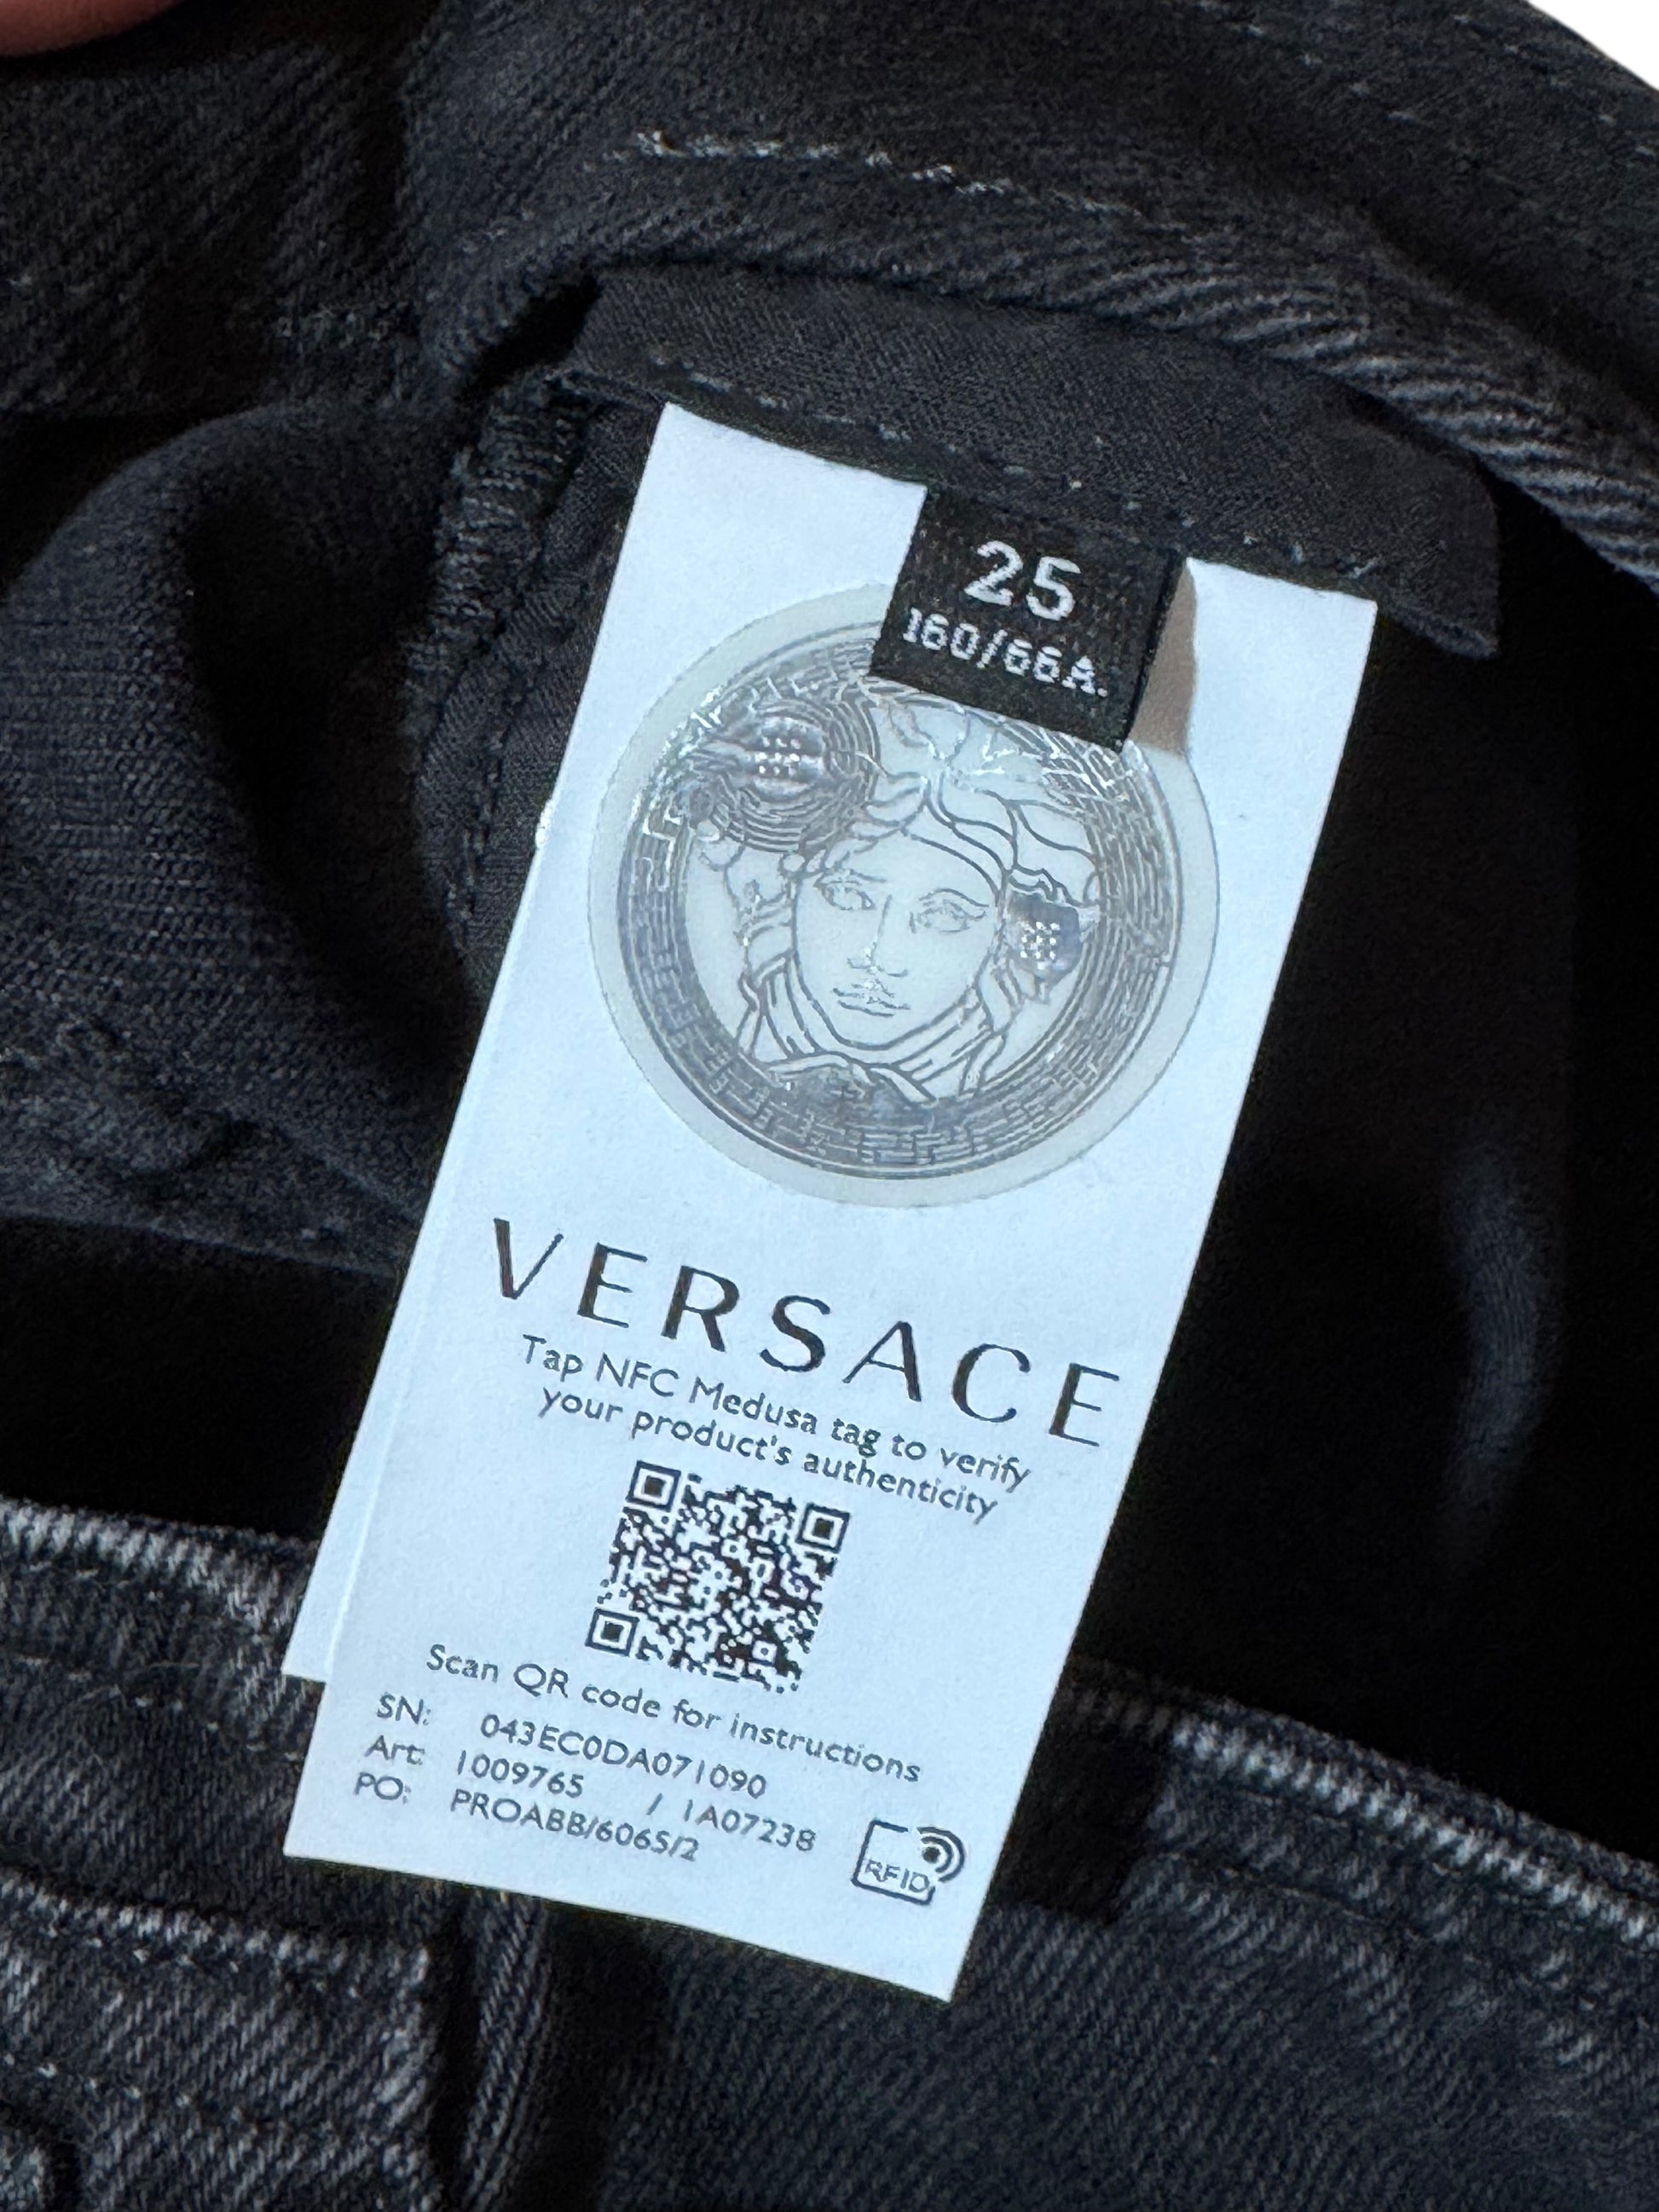 25
160/66A.
VERSACE
Tap NFC Medusa tag to verify
your product's authenticity
Scan QR code for instructions
SN: 043EC0DA071090
Art: 1009765 / 1A07238
PO: PROABB/6065/2
RFID